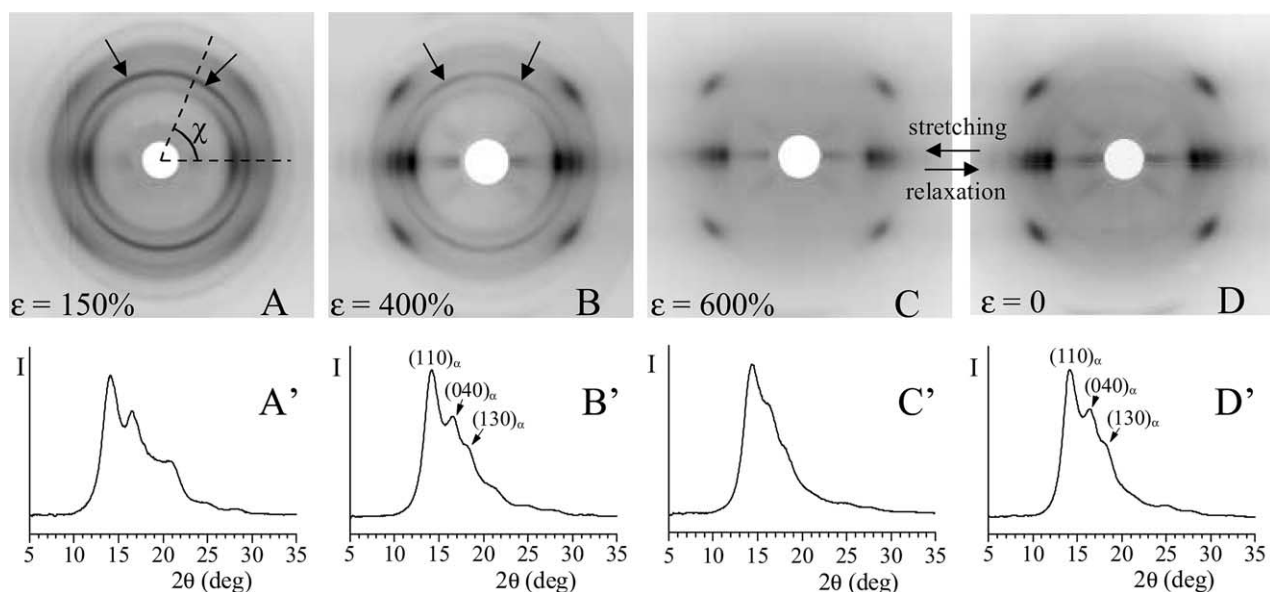 χ
ε = 150% A
ε = 400% B
ε = 600% C
stretching
relaxation
ε = 0 D
I
A’
5 10 15 20 25 30 35
2θ (deg)
I
(110)α
(040)α
(130)α
B’
5 10 15 20 25 30 35
2θ (deg)
I
C’
5 10 15 20 25 30 35
2θ (deg)
I
(110)α
(040)α
(130)α
D’
5 10 15 20 25 30 35
2θ (deg)